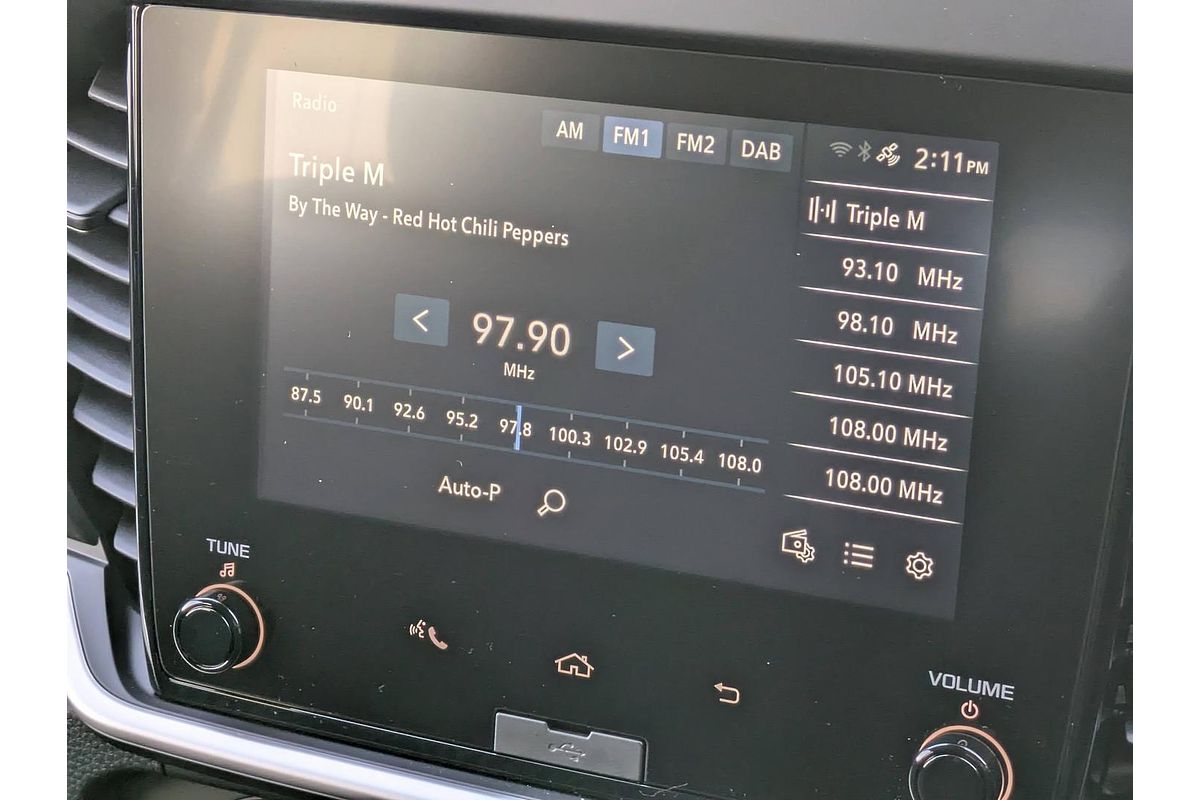 Radio
AM FM1 FM2 DAB
2:11PM
Triple M
By The Way - Red Hot Chili Peppers
Triple M
93.10 MHz
98.10 MHz
105.10 MHz
108.00 MHz
108.00 MHz
< 97.90 >
MHz
87.5 90.1 92.6 95.2 97.8 100.3 102.9 105.4 108.0
Auto-P
TUNE
VOLUME